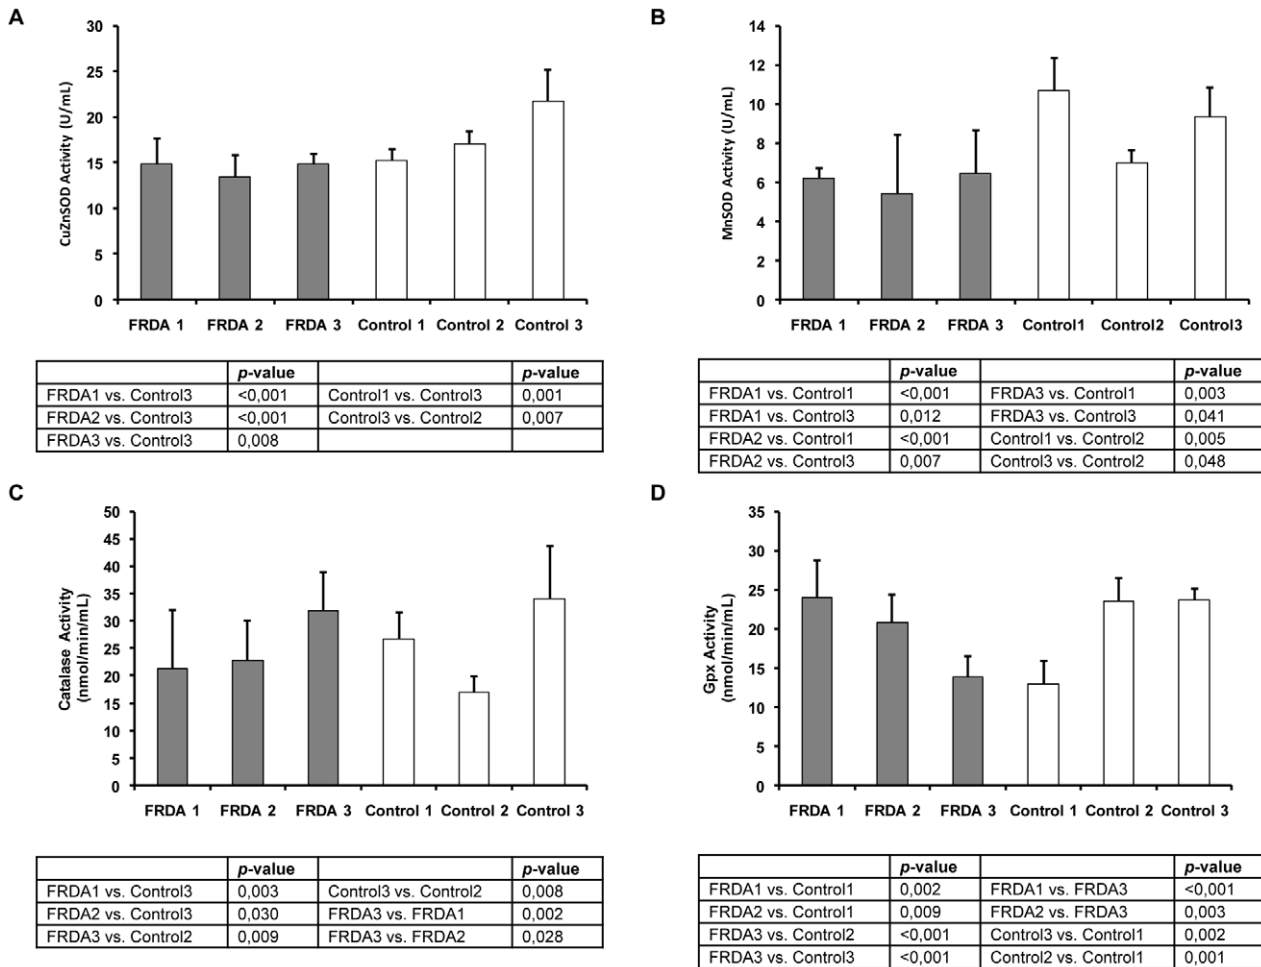 A
CuZnSOD Activity (U/mL)
30
25
20
15
10
5
0
FRDA 1 FRDA 2 FRDA 3 Control 1 Control 2 Control 3
p-value p-value
FRDA1 vs. Control3 <0,001 Control1 vs. Control3 0,001
FRDA2 vs. Control3 <0,001 Control3 vs. Control2 0,007
FRDA3 vs. Control3 0,008
B
MnSOD Activity (U/mL)
14
12
10
8
6
4
2
0
FRDA 1 FRDA 2 FRDA 3 Control1 Control2 Control3
p-value p-value
FRDA1 vs. Control1 <0,001 FRDA3 vs. Control1 0,003
FRDA1 vs. Control3 0,012 FRDA3 vs. Control3 0,041
FRDA2 vs. Control1 <0,001 Control1 vs. Control2 0,005
FRDA2 vs. Control3 0,007 Control3 vs. Control2 0,048
C
Catalase Activity
(nmol/min/mL)
50
45
40
35
30
25
20
15
10
5
0
FRDA 1 FRDA 2 FRDA 3 Control 1 Control 2 Control 3
p-value p-value
FRDA1 vs. Control3 0,003 Control3 vs. Control2 0,008
FRDA2 vs. Control3 0,030 FRDA3 vs. FRDA1 0,002
FRDA3 vs. Control2 0,009 FRDA3 vs. FRDA2 0,028
D
Gpx Activity
(nmol/min/mL)
35
30
25
20
15
10
5
0
FRDA 1 FRDA 2 FRDA 3 Control 1 Control 2 Control 3
p-value p-value
FRDA1 vs. Control1 0,002 FRDA1 vs. FRDA3 <0,001
FRDA2 vs. Control1 0,009 FRDA2 vs. FRDA3 0,003
FRDA3 vs. Control2 <0,001 Control3 vs. Control1 0,002
FRDA3 vs. Control3 <0,001 Control2 vs. Control1 0,001